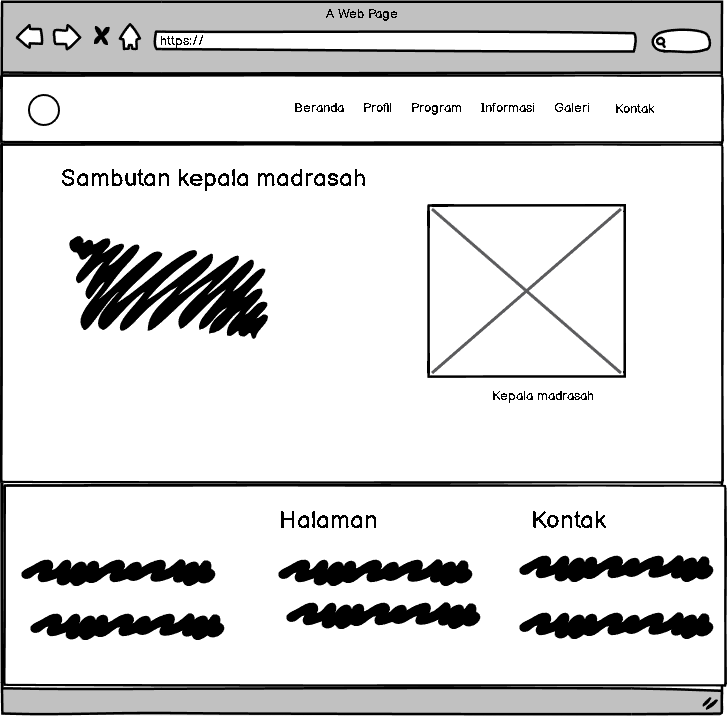 A Web Page
https://
Beranda Profil Program Informasi Galeri Kontak
Sambutan kepala madrasah
Kepala madrasah
Halaman
Kontak